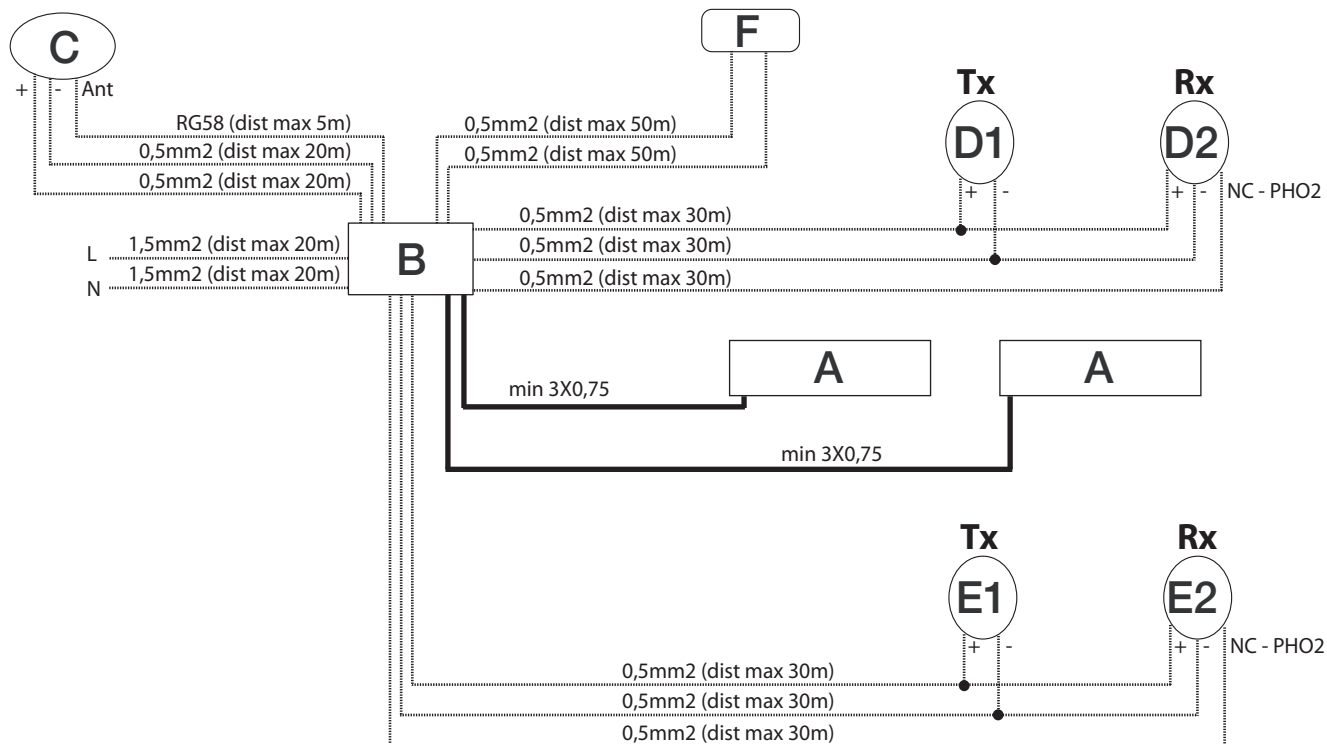 C
F
+ - Ant
Tx
Rx
RG58 (dist max 5m)
0,5mm2 (dist max 50m)
0,5mm2 (dist max 20m)
0,5mm2 (dist max 50m)
D1
D2
0,5mm2 (dist max 20m)
+ -
+ -
NC - PHO2
0,5mm2 (dist max 30m)
L
1,5mm2 (dist max 20m)
B
0,5mm2 (dist max 30m)
N
1,5mm2 (dist max 20m)
0,5mm2 (dist max 30m)
A
A
min 3X0,75
min 3X0,75
Tx
Rx
E1
E2
+ -
+ -
NC - PHO2
0,5mm2 (dist max 30m)
0,5mm2 (dist max 30m)
0,5mm2 (dist max 30m)